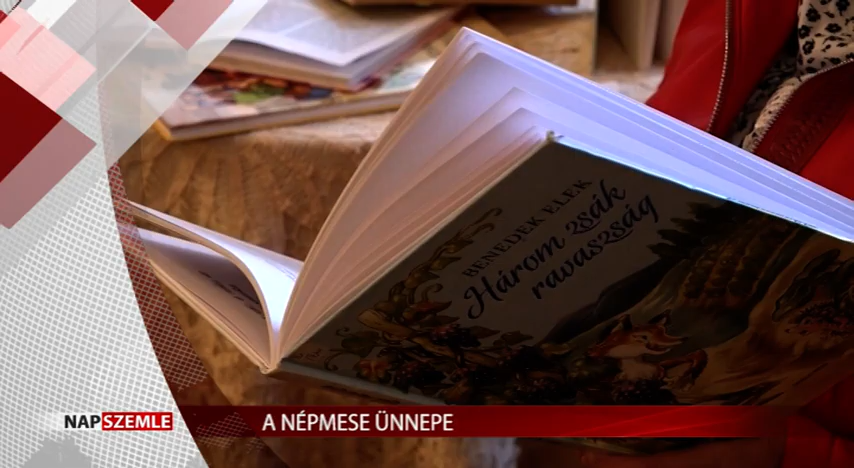 BENEDEK ELEK
Három zsák
ravaszság
NAPSZEMLE
A NÉPMESE ÜNNEPE